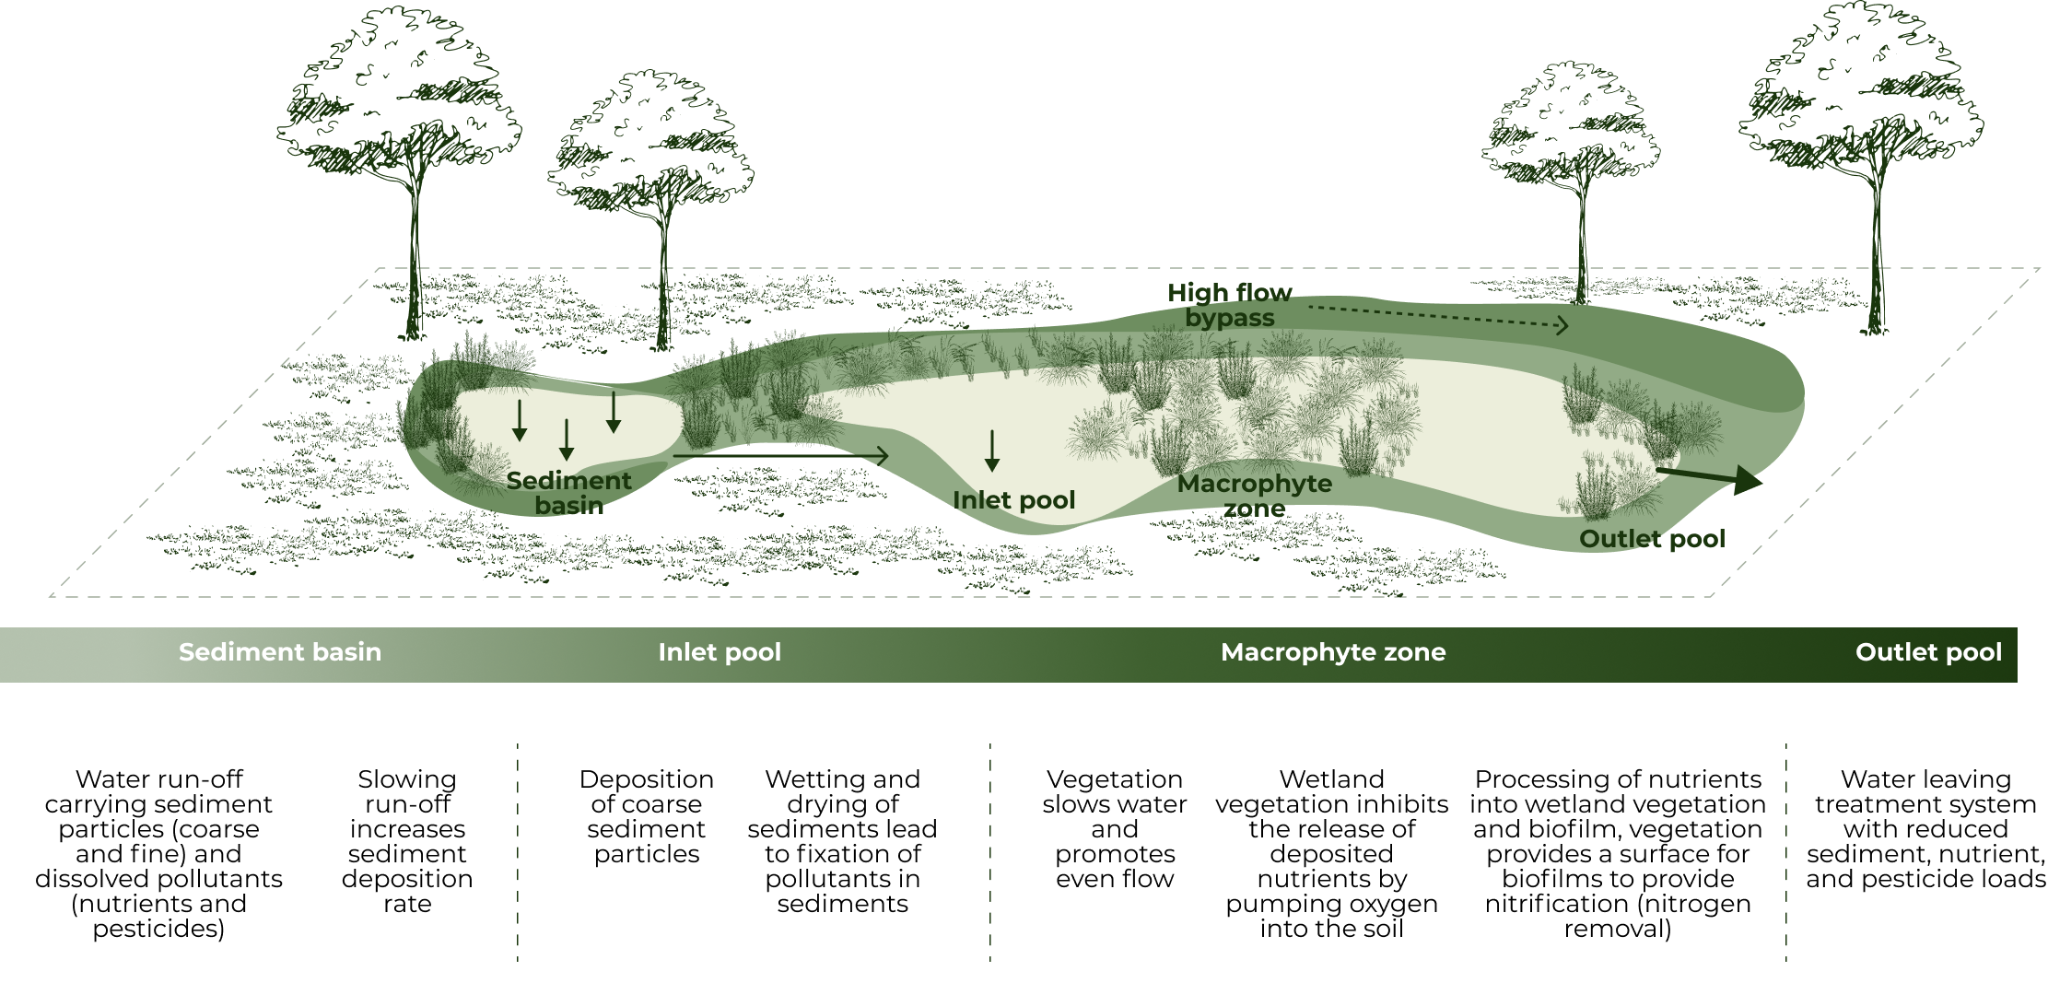 High flow
bypass
Sediment
basin
Inlet pool
Macrophyte
zone
Outlet pool
Sediment basin
Inlet pool
Macrophyte zone
Outlet pool
Water run-off
carrying sediment
particles (coarse
and fine) and
dissolved pollutants
(nutrients and
pesticides)
Slowing
run-off
increases
sediment
deposition
rate
Deposition
of coarse
sediment
particles
Wetting and
drying of
sediments lead
to fixation of
pollutants in
sediments
Vegetation
slows water
and
promotes
even flow
Wetland
vegetation inhibits
the release of
deposited
nutrients by
pumping oxygen
into the soil
Processing of nutrients
into wetland vegetation
and biofilm, vegetation
provides a surface for
biofilms to provide
nitrification (nitrogen
removal)
Water leaving
treatment system
with reduced
sediment, nutrient,
and pesticide loads